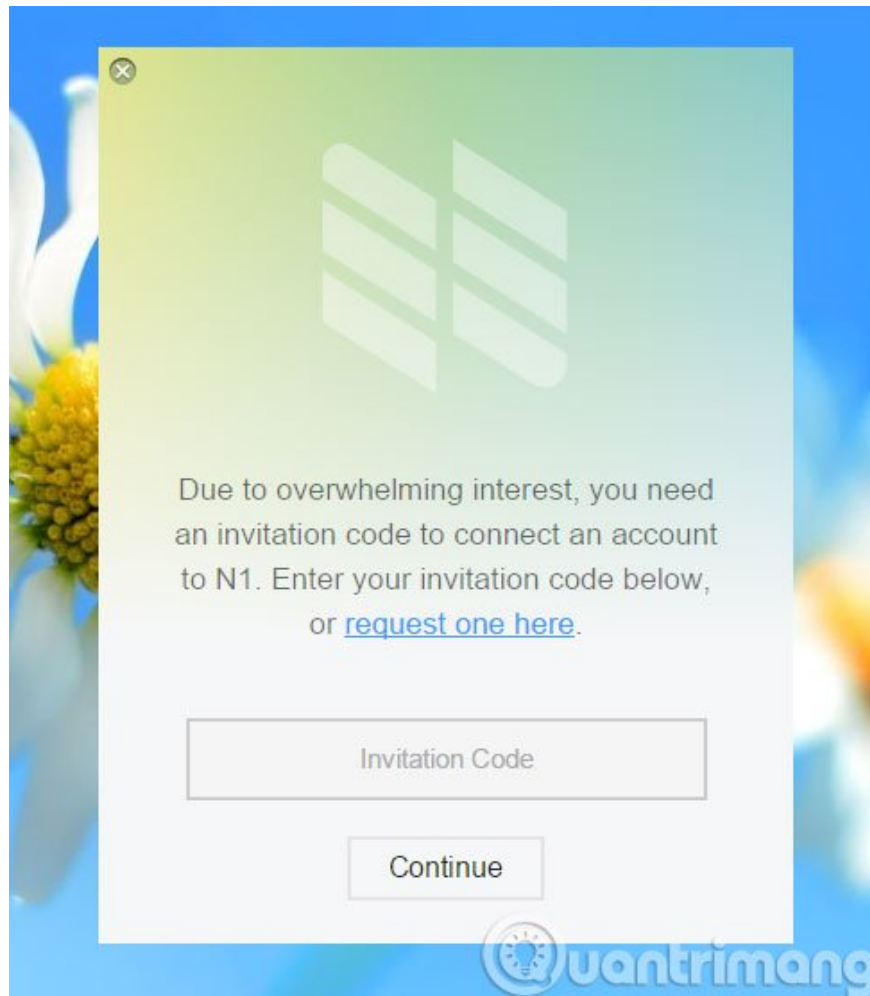 Due to overwhelming interest, you need
an invitation code to connect an account
to N1. Enter your invitation code below,
or request one here.
Invitation Code
Continue
Quantrimang